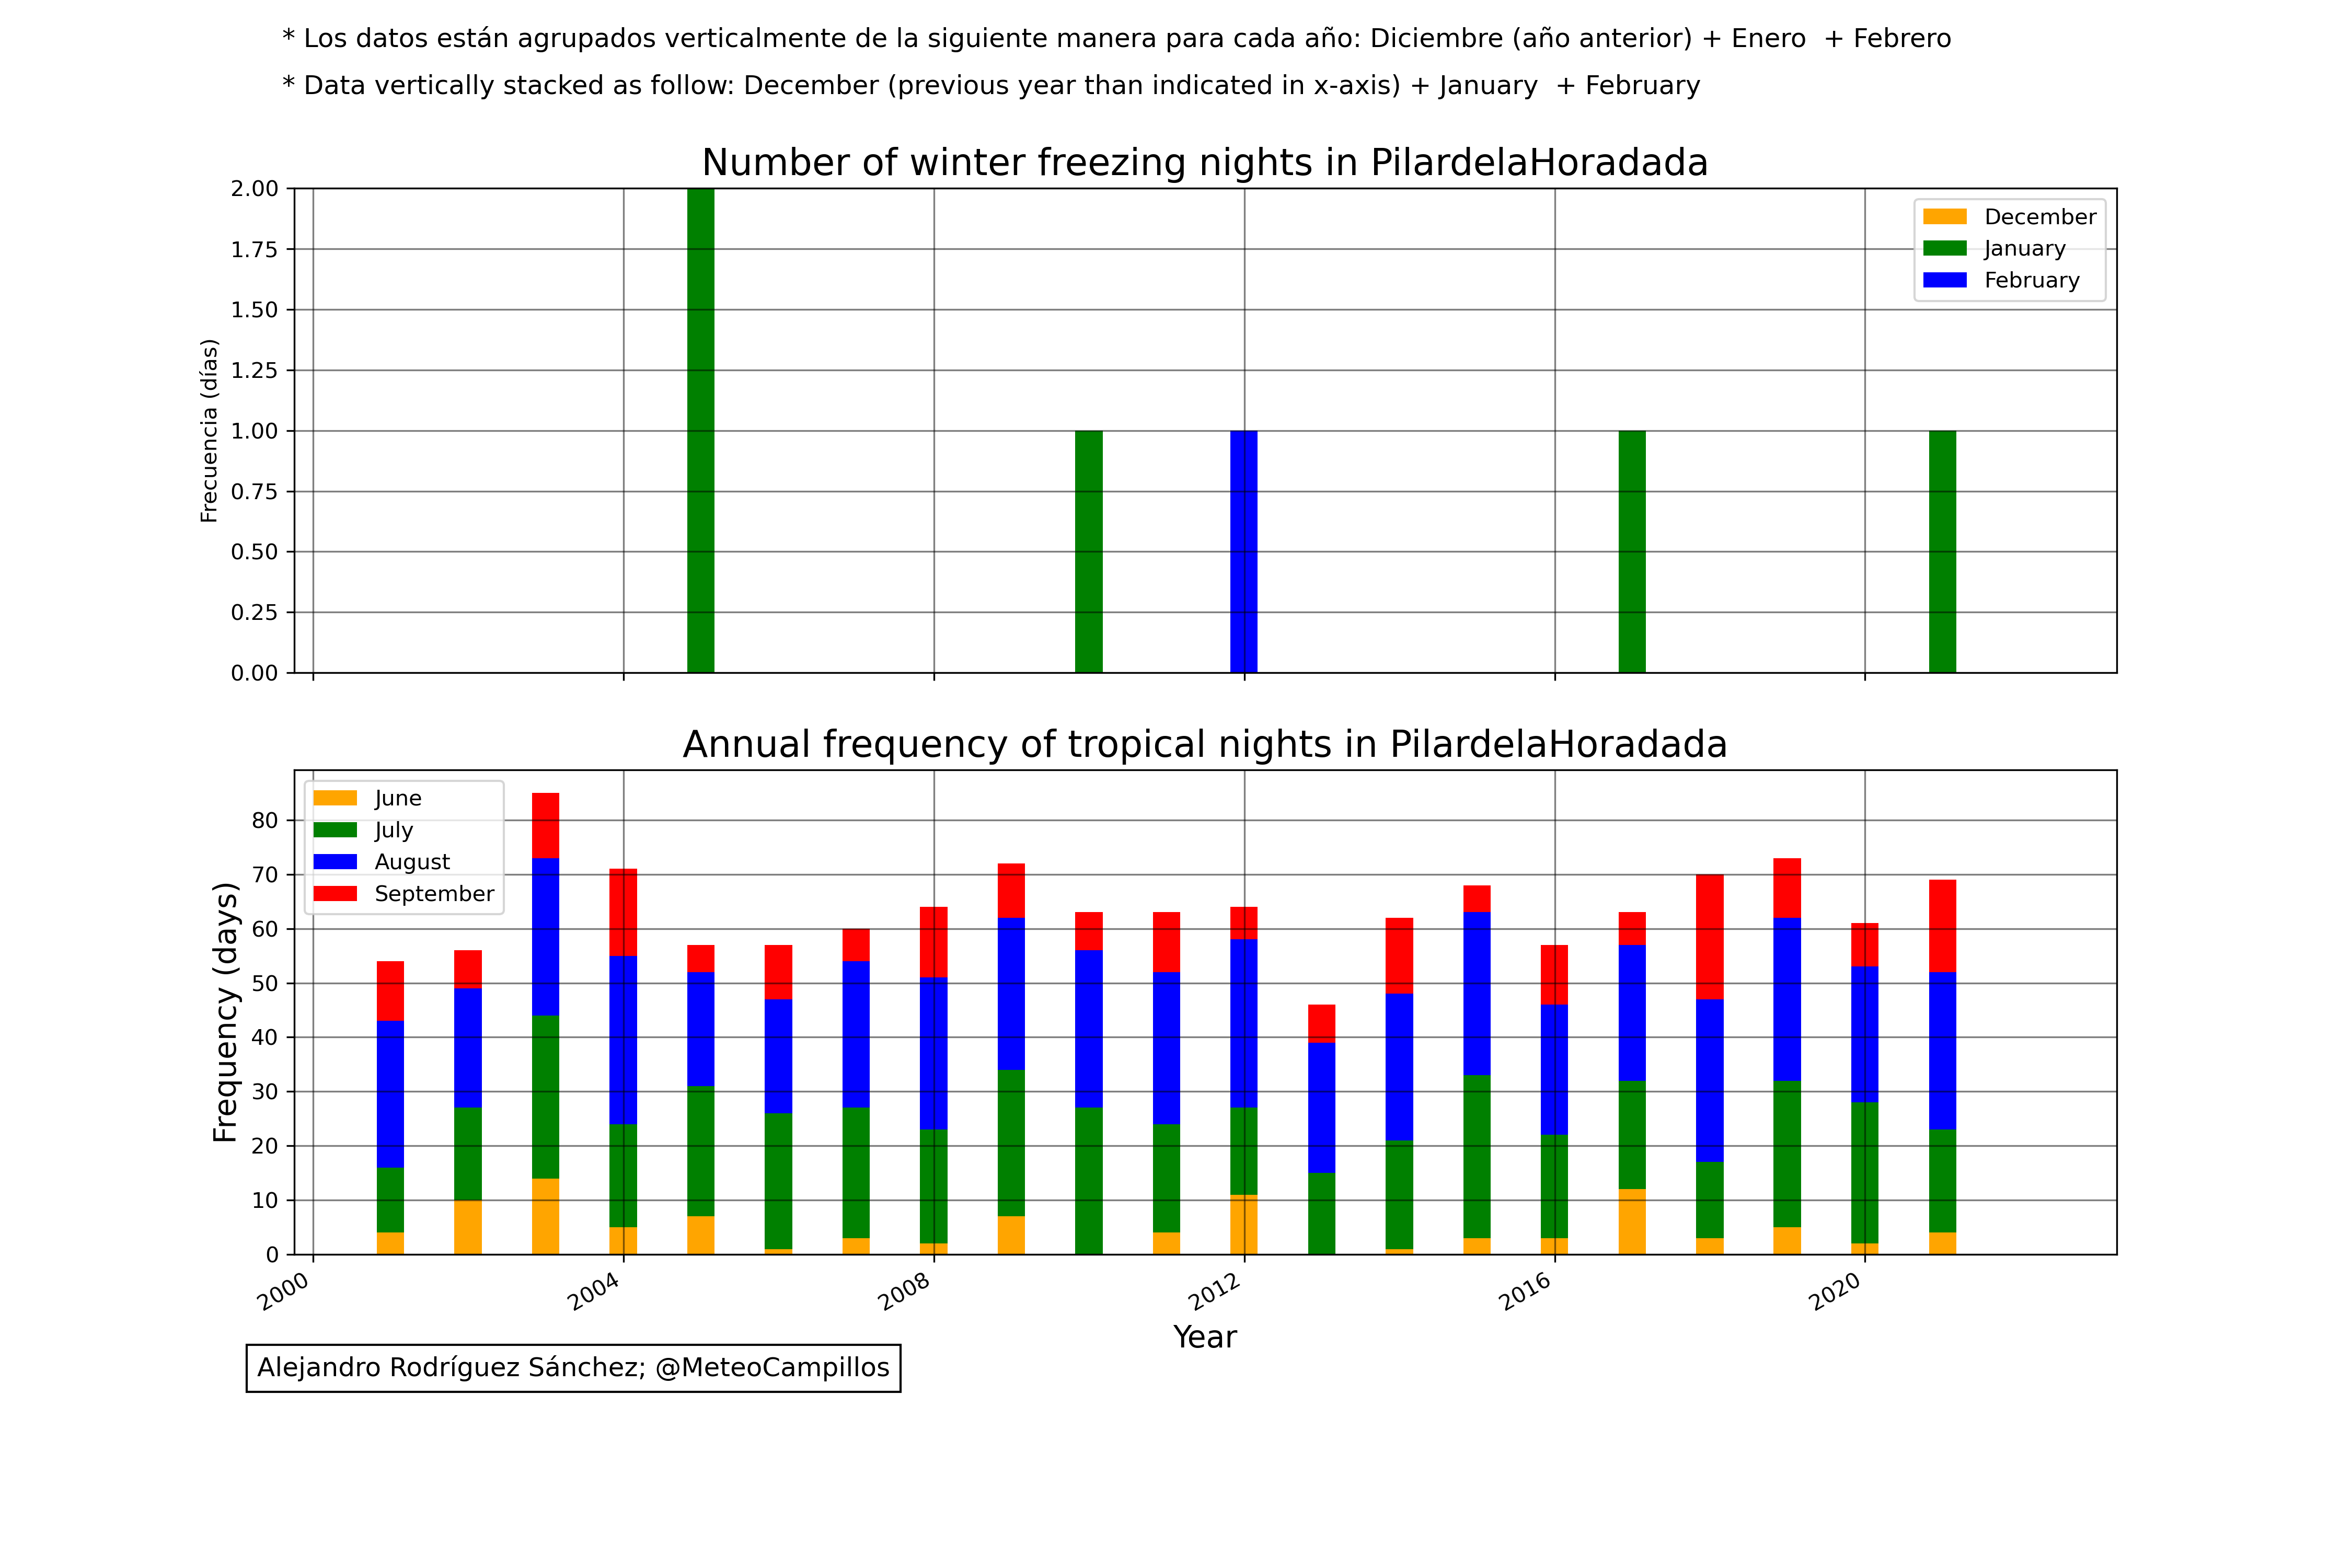 * Los datos están agrupados verticalmente de la siguiente manera para cada año: Diciembre (año anterior) + Enero  + Febrero
* Data vertically stacked as follow: December (previous year than indicated in x-axis) + January  + February
Number of winter freezing nights in PilardelaHoradada
2.00
1.75
1.50
1.25
1.00
0.75
0.50
0.25
0.00
Frecuencia (días)
December
January
February
Annual frequency of tropical nights in PilardelaHoradada
80
70
60
50
40
30
20
10
0
Frequency (days)
June
July
August
September
2000
2004
2008
2012
2016
2020
Year
Alejandro Rodríguez Sánchez; @MeteoCampillos